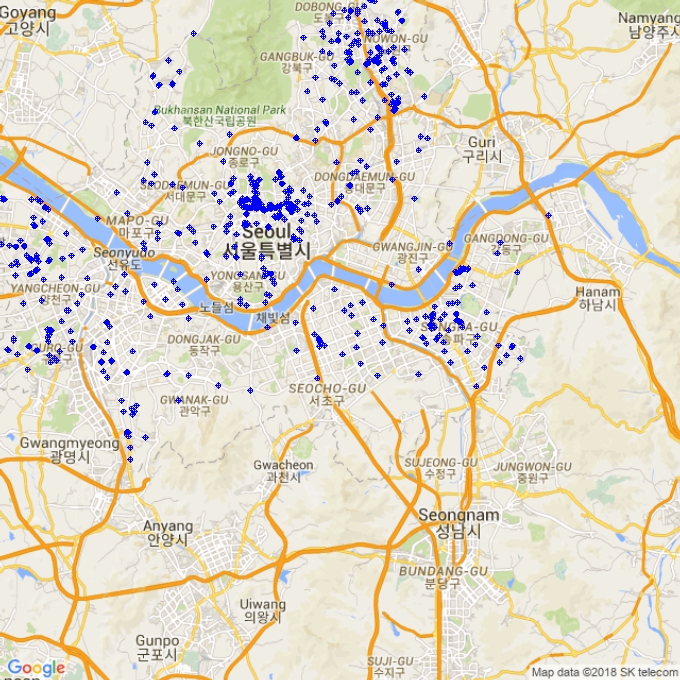 Goyang
고양시
DOBONG-GU
NOWON-GU
Namyang
남양주시
GANGBUK-GU
강북구
Bukhansan National Park
북한산국립공원
Guri
구리시
JONGNO-GU
종로구
DONGDAEMUN-GU
동대문구
서대문구
MAPO-GU
마포구
Seoul
서울특별시
GWANGJIN-GU
광진구
GANGDONG-GU
Seonyudo
선유도
YONGSAN-GU
용산구
YANGCHEON-GU
양천구
노들섬
채빛섬
Hanam
하남시
SONGPA-GU
송파구
DONGJAK-GU
동작구
GURO-GU
SEOCHO-GU
서초구
GWANAK-GU
관악구
Gwangmyeong
광명시
Gwacheon
과천시
SUJEONG-GU
수정구
JUNGWON-GU
중원구
Anyang
안양시
Seongnam
성남시
BUNDANG-GU
분당구
Uiwang
의왕시
Gunpo
군포시
SUJI-GU
수지구
Google
Map data ©2018 SK telecom